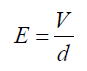 E = V/d